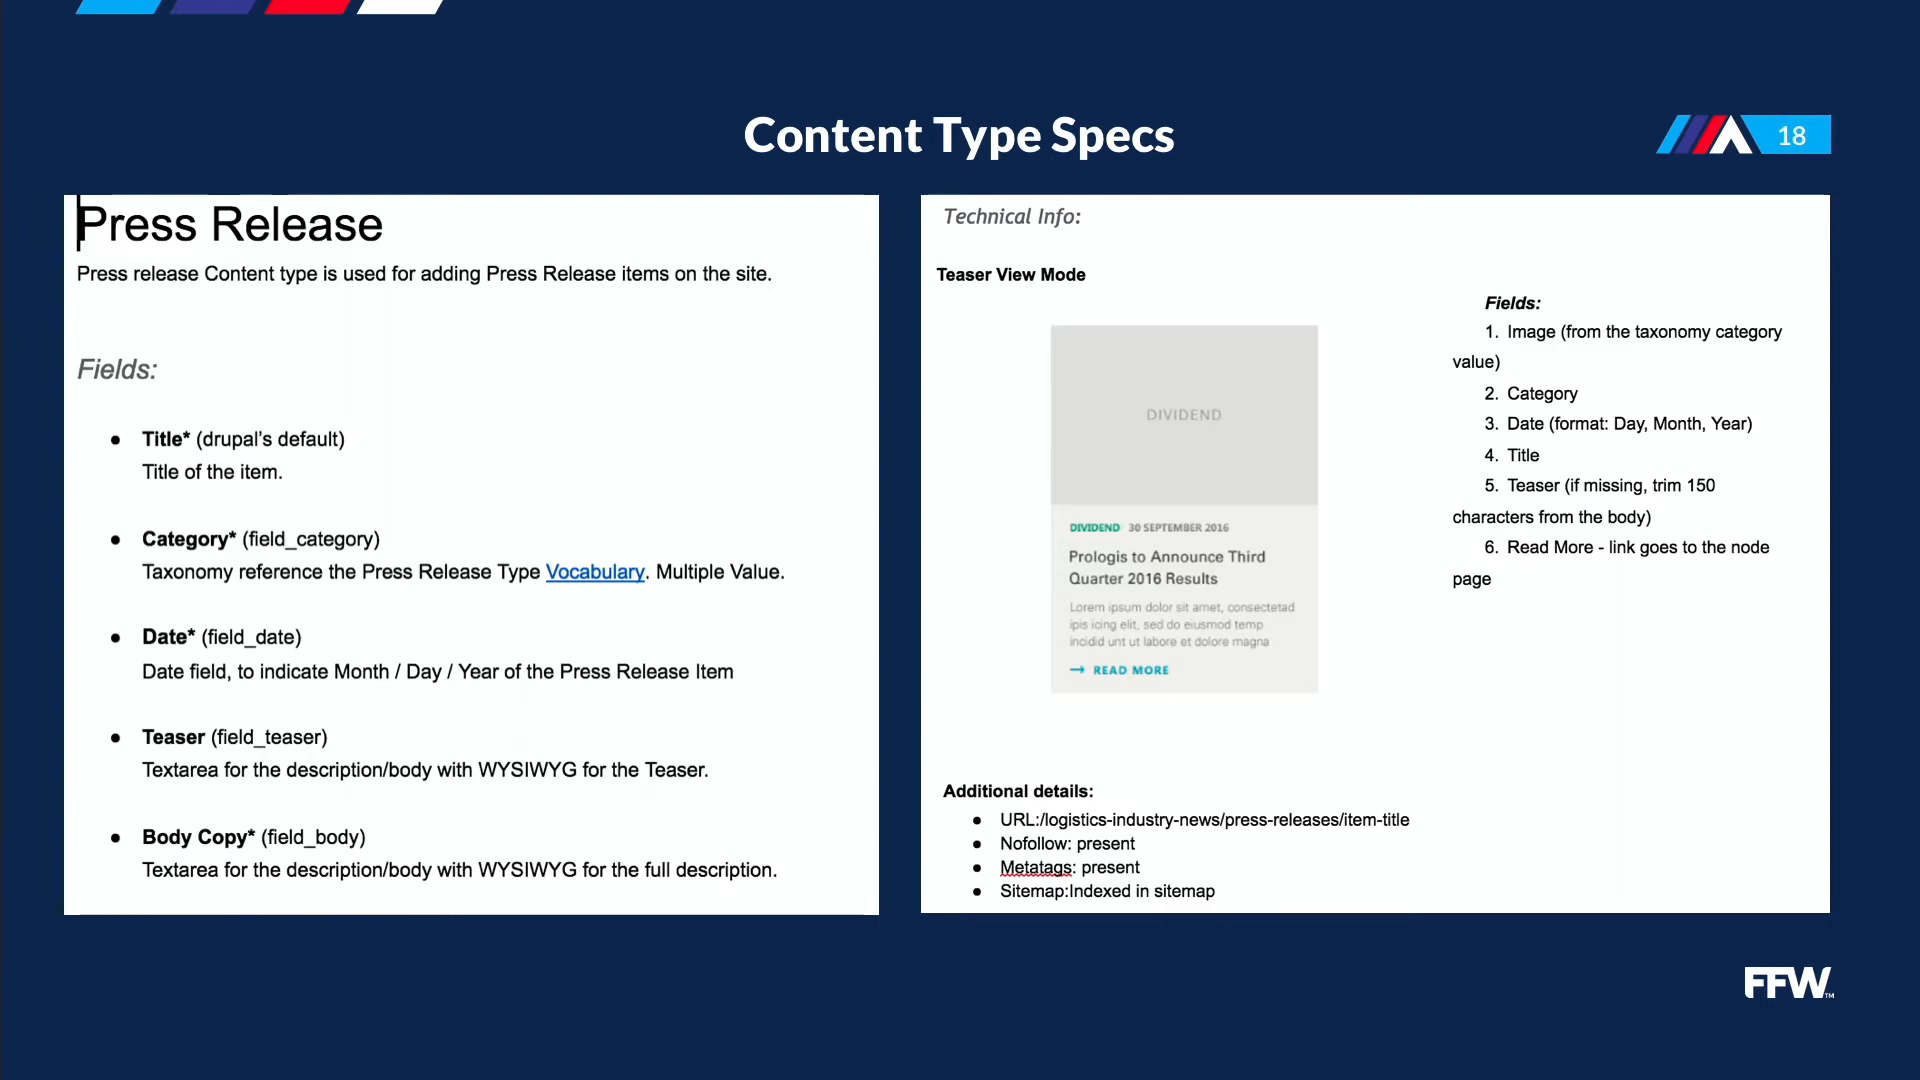 Content Type Specs
18
Press Release
Press release Content type is used for adding Press Release items on the site.
Fields:
● Title* (drupal's default)
Title of the item.
● Category* (field_category)
Taxonomy reference the Press Release Type Vocabulary. Multiple Value.
● Date* (field_date)
Date field, to indicate Month / Day / Year of the Press Release Item
● Teaser (field_teaser)
Textarea for the description/body with WYSIWYG for the Teaser.
● Body Copy* (field_body)
Textarea for the description/body with WYSIWYG for the full description.
Technical Info:
Teaser View Mode
DIVIDEND
DIVIDEND 30 SEPTEMBER 2016
Prologis to Announce Third
Quarter 2016 Results
Lorem ipsum dolor sit amet, consectetad
ipis icing elit, sed do eiusmod temp
incidid unt ut labore et dolore magna
→ READ MORE
Fields:
1. Image (from the taxonomy category
value)
2. Category
3. Date (format: Day, Month, Year)
4. Title
5. Teaser (if missing, trim 150
characters from the body)
6. Read More - link goes to the node
page
Additional details:
● URL:/logistics-industry-news/press-releases/item-title
● Nofollow: present
● Metatags: present
● Sitemap:Indexed in sitemap
FFW™